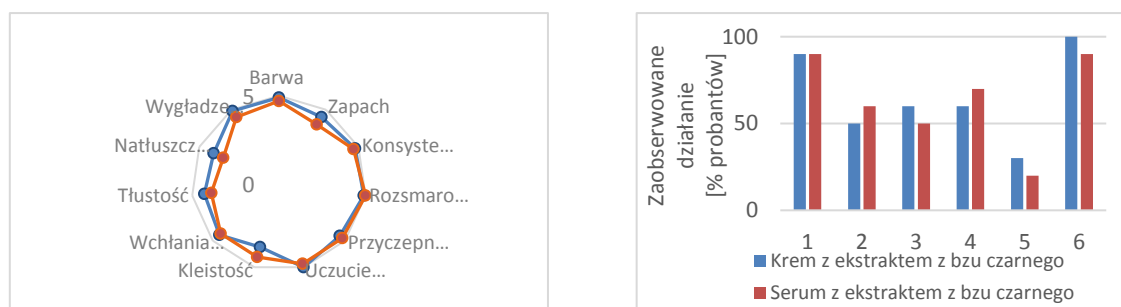 Barwa
5
Wygładze...
Zapach
Natłuszcz...
Konsyste...
Tłustość
0
Rozsmaro...
Wchłania...
Przyczepn...
Kleistość
Uczucie...
Zaobserwowane
działanie
[% probantów]
100
50
0
1 2 3 4 5 6
Krem z ekstraktem z bzu czarnego
Serum z ekstraktem z bzu czarnego